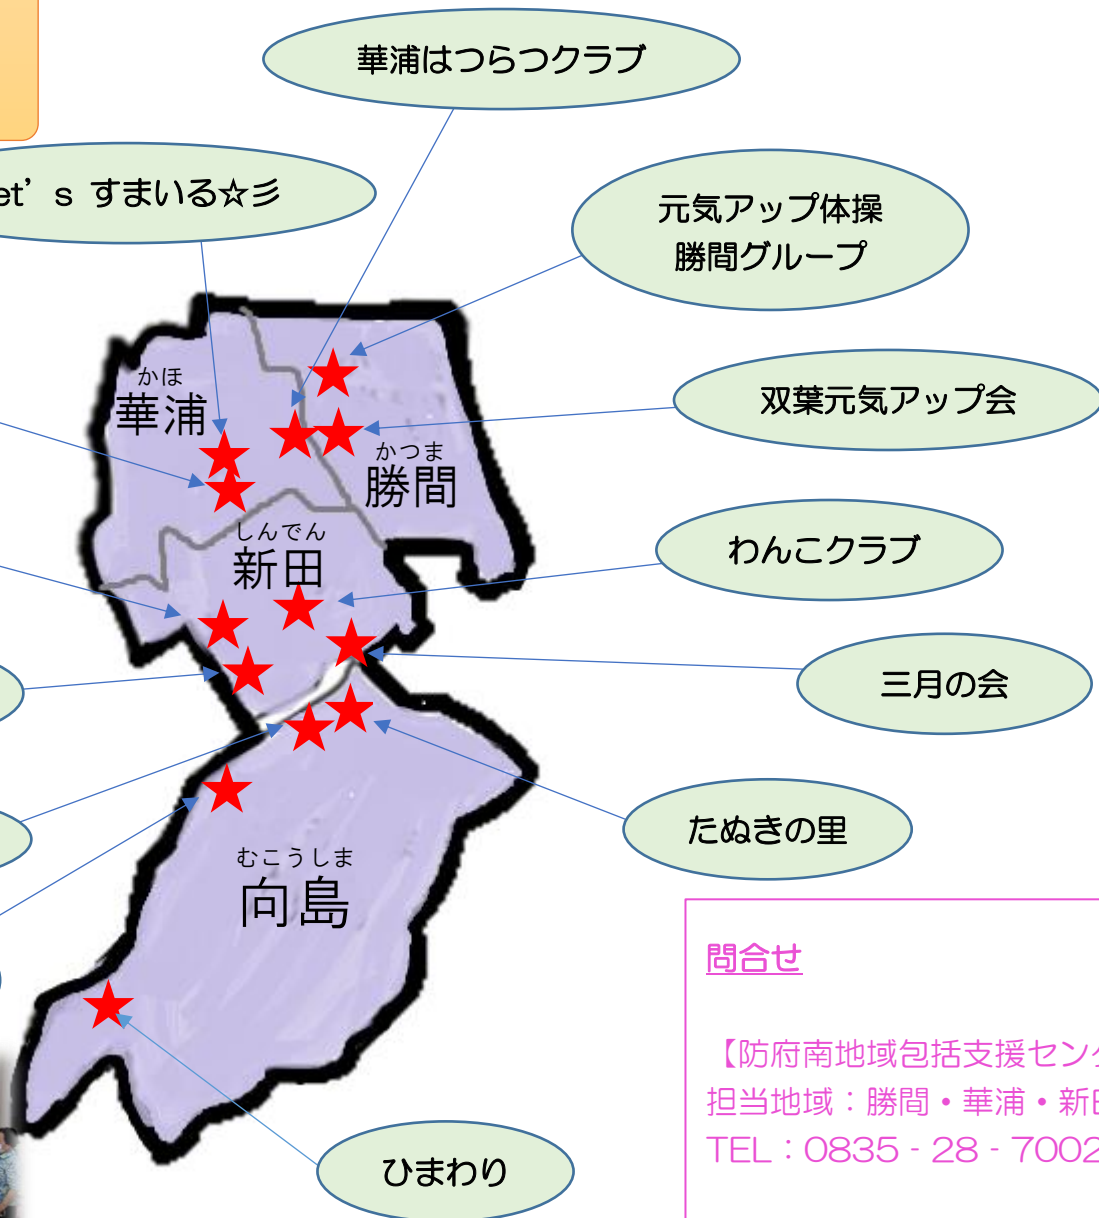 華浦はつらつクラブ
et’s すまいる☆彡
元気アップ体操
勝間グループ
かほ
華浦
双葉元気アップ会
かつま
勝間
しんでん
新田
わんこクラブ
三月の会
たぬきの里
むこうしま
向島
問合せ
【防府南地域包括支援セン
担当地域：勝間・華浦・新
TEL：0835‐28‐7002
ひまわり